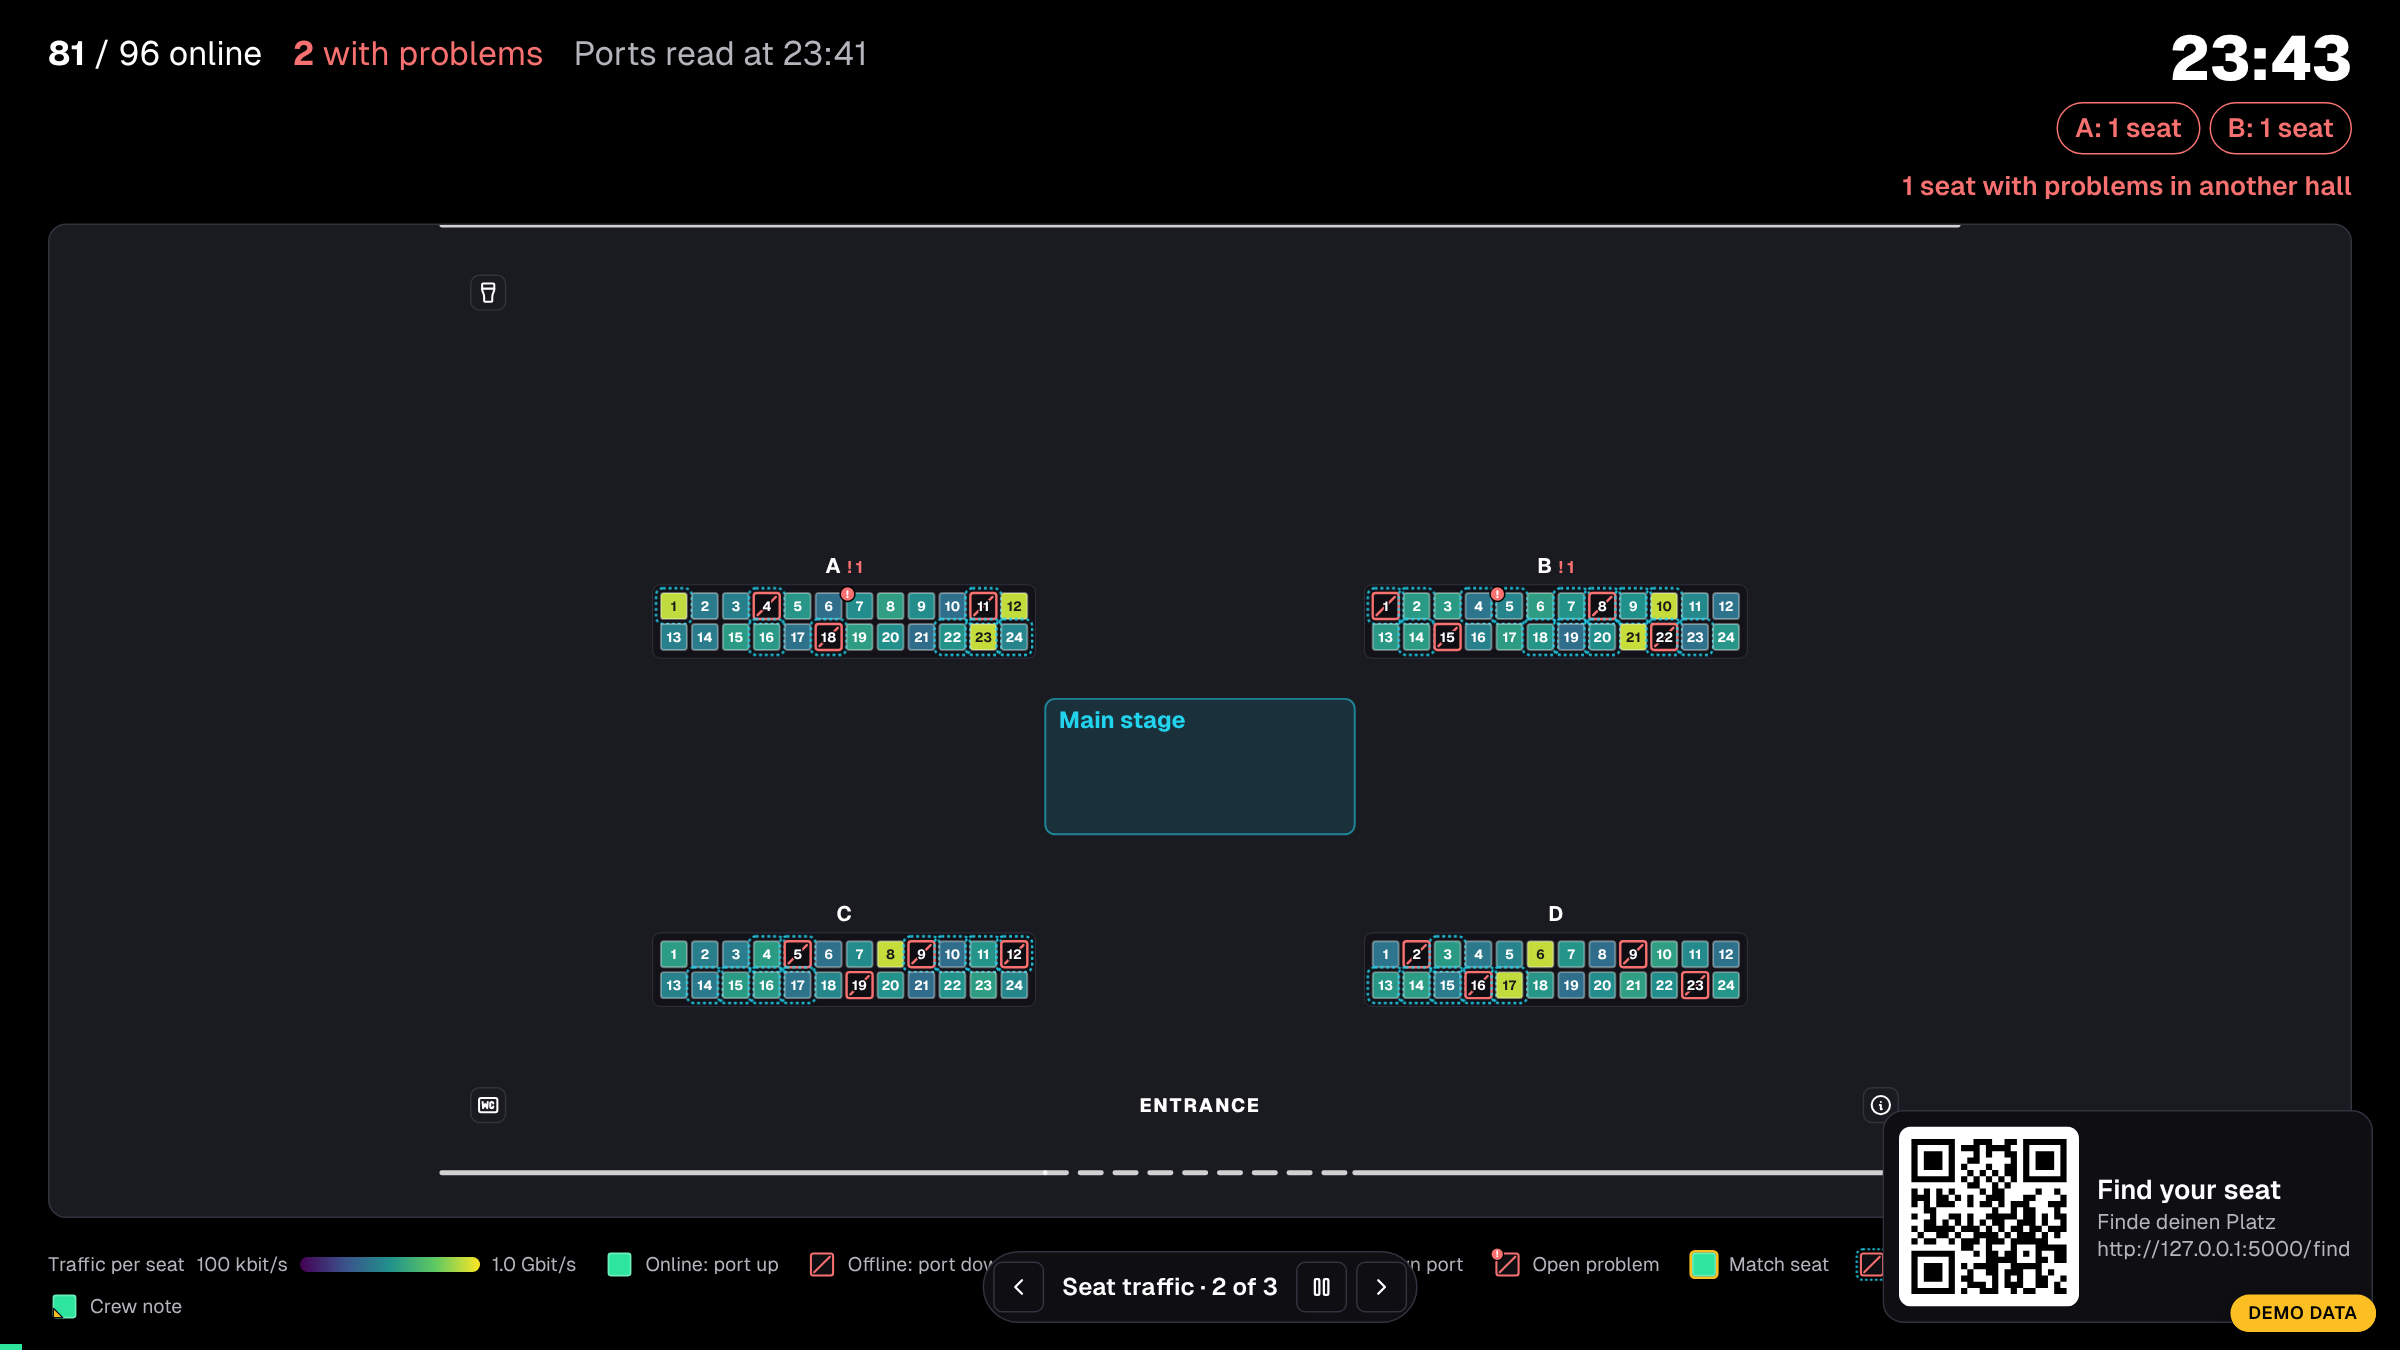 81 / 96 online 2 with problems Ports read at 23:41
23:43
A: 1 seat B: 1 seat
1 seat with problems in another hall
A !1
B !1
1 2 3 4 5 6 ! 7 8 9 10 11 12
13 14 15 16 17 18 19 20 21 22 23 24
1 2 3 4 ! 5 6 7 8 9 10 11 12
13 14 15 16 17 18 19 20 21 22 23 24
Main stage
C
D
1 2 3 4 5 6 7 8 9 10 11 12
13 14 15 16 17 18 19 20 21 22 23 24
1 2 3 4 5 6 7 8 9 10 11 12
13 14 15 16 17 18 19 20 21 22 23 24
WC
ENTRANCE
Find your seat
Finde deinen Platz
http://127.0.0.1:5000/find
DEMO DATA
Traffic per seat 100 kbit/s 1.0 Gbit/s Online: port up Offline: port port Open problem Match seat
Seat traffic · 2 of 3
Crew note